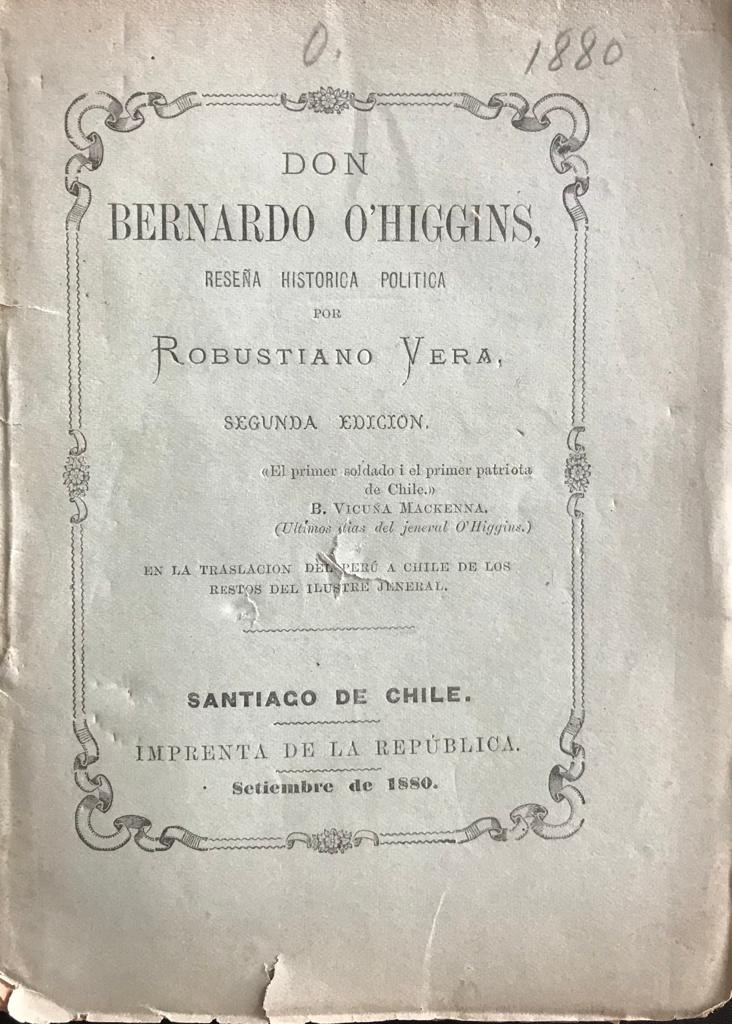 O. 1880
DON
BERNARDO O'HIGGINS,
RESEÑA HISTORICA POLITICA
POR
ROBUSTIANO VERA,
SEGUNDA EDICION.
«El primer soldado i el primer patriota
de Chile.»
B. VICUÑA MACKENNA.
(Ultimos dias del jeneral O'Higgins.)
EN LA TRASLACION DEL PERÚ A CHILE DE LOS
RESTOS DEL ILUSTRE JENERAL.
SANTIAGO DE CHILE.
IMPRENTA DE LA REPÚBLICA.
Setiembre de 1880.